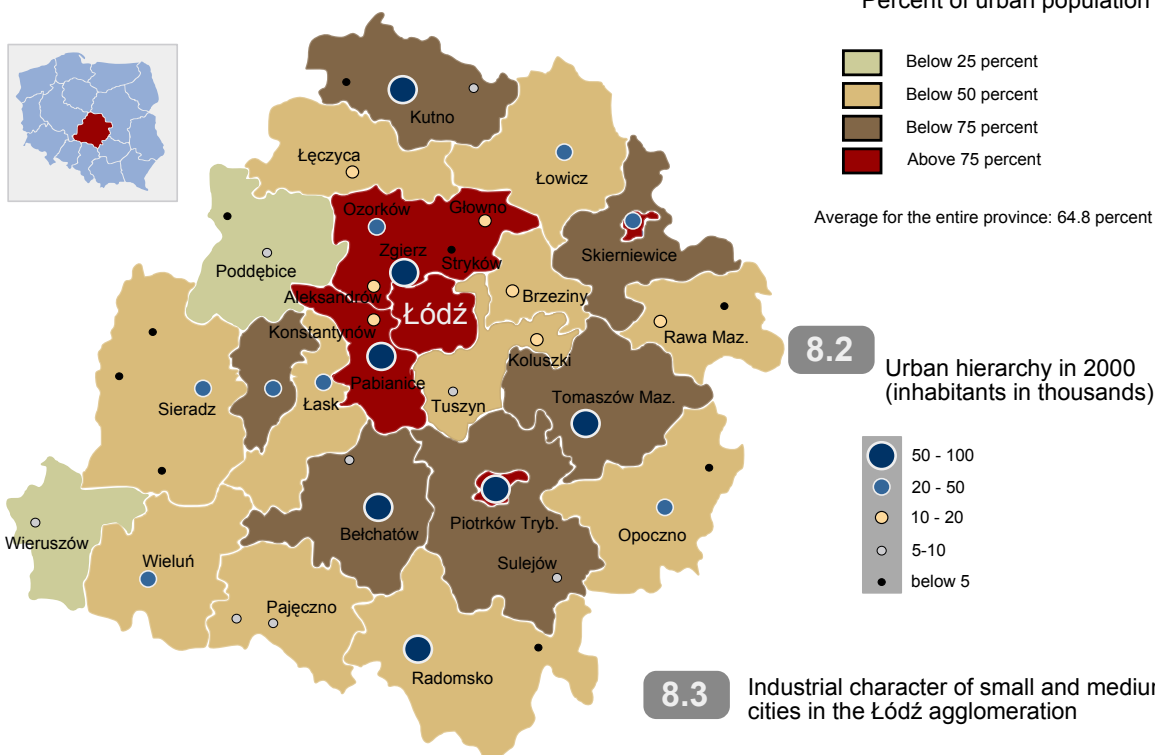 Percent of urban population
Below 25 percent
Below 50 percent
Below 75 percent
Above 75 percent
Average for the entire province: 64.8 percent
Kutno
Łęczyca
Łowicz
Ozorków
Głowno
Zgierz
Stryków
Skierniewice
Poddębice
Aleksandrów
Brzeziny
Łódź
Konstantynów
Koluszki
Rawa Maz.
Pabianice
Sieradz
Łask
Tuszyn
Tomaszów Maz.
8.2
Urban hierarchy in 2000
(inhabitants in thousands)
50 - 100
20 - 50
10 - 20
5-10
below 5
Wieruszów
Bełchatów
Piotrków Tryb.
Opoczno
Wieluń
Sulejów
Pajęczno
Radomsko
8.3
Industrial character of small and medium
cities in the Łódź agglomeration